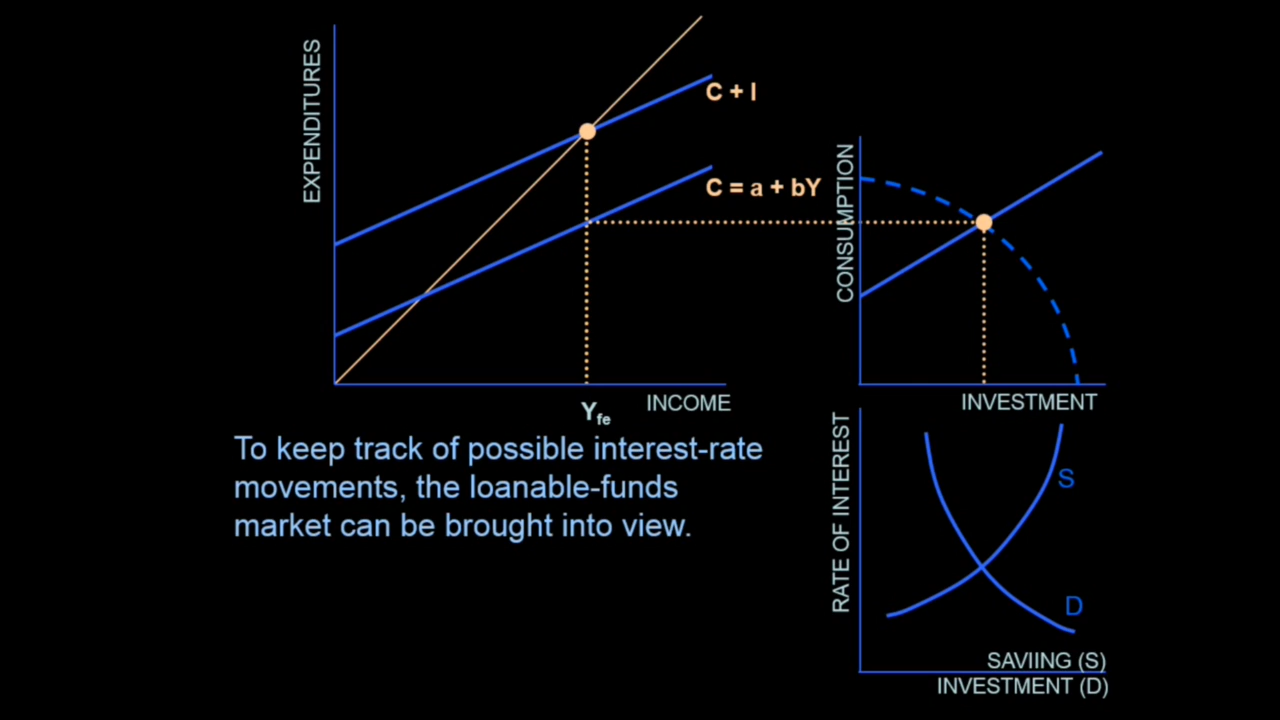 EXPENDITURES
C + I
C = a + bY
Yfe
INCOME
CONSUMPTION
INVESTMENT
To keep track of possible interest-rate
movements, the loanable-funds
market can be brought into view.
RATE OF INTEREST
S
D
SAVIING (S)
INVESTMENT (D)